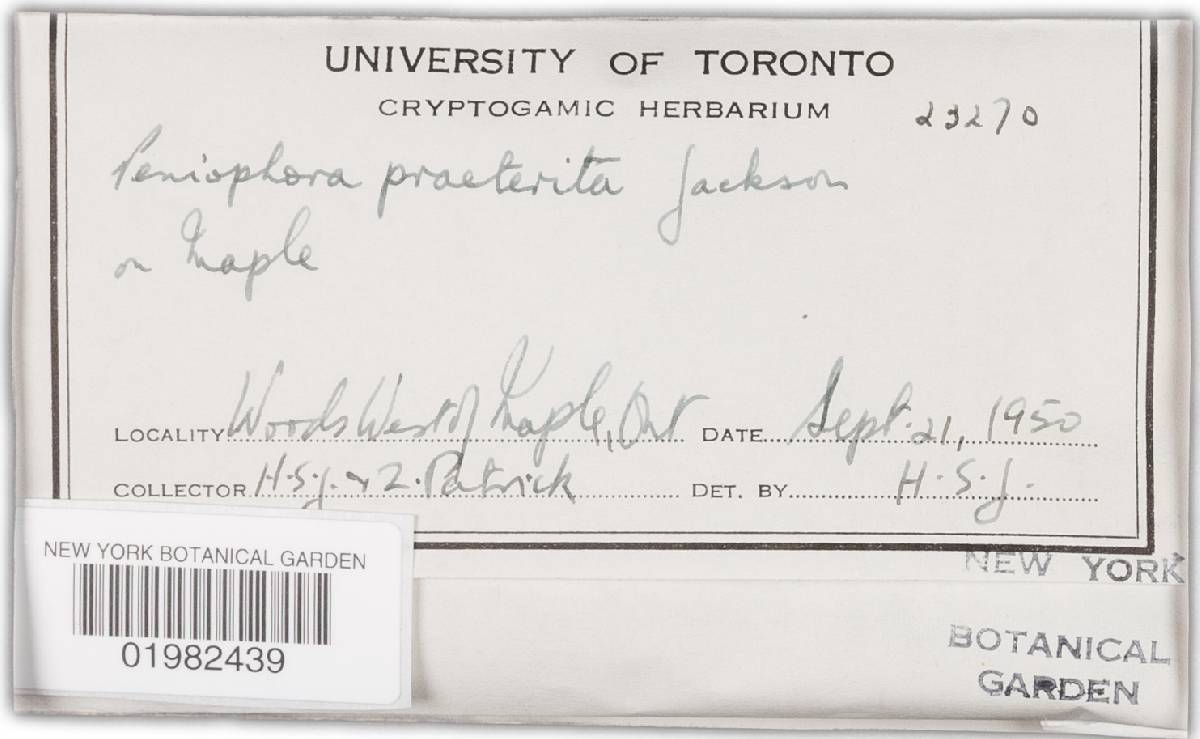 UNIVERSITY OF TORONTO
CRYPTOGAMIC HERBARIUM 23270
Peniophora praeterita Jackson
on Maple
LOCALITY Woods West of Maple, Ont DATE Sept. 21, 1950
COLLECTOR H.S.J. & Z. Patrick DET. BY H.S.J.
NEW YORK BOTANICAL GARDEN
01982439
NEW YORK
BOTANICAL
GARDEN